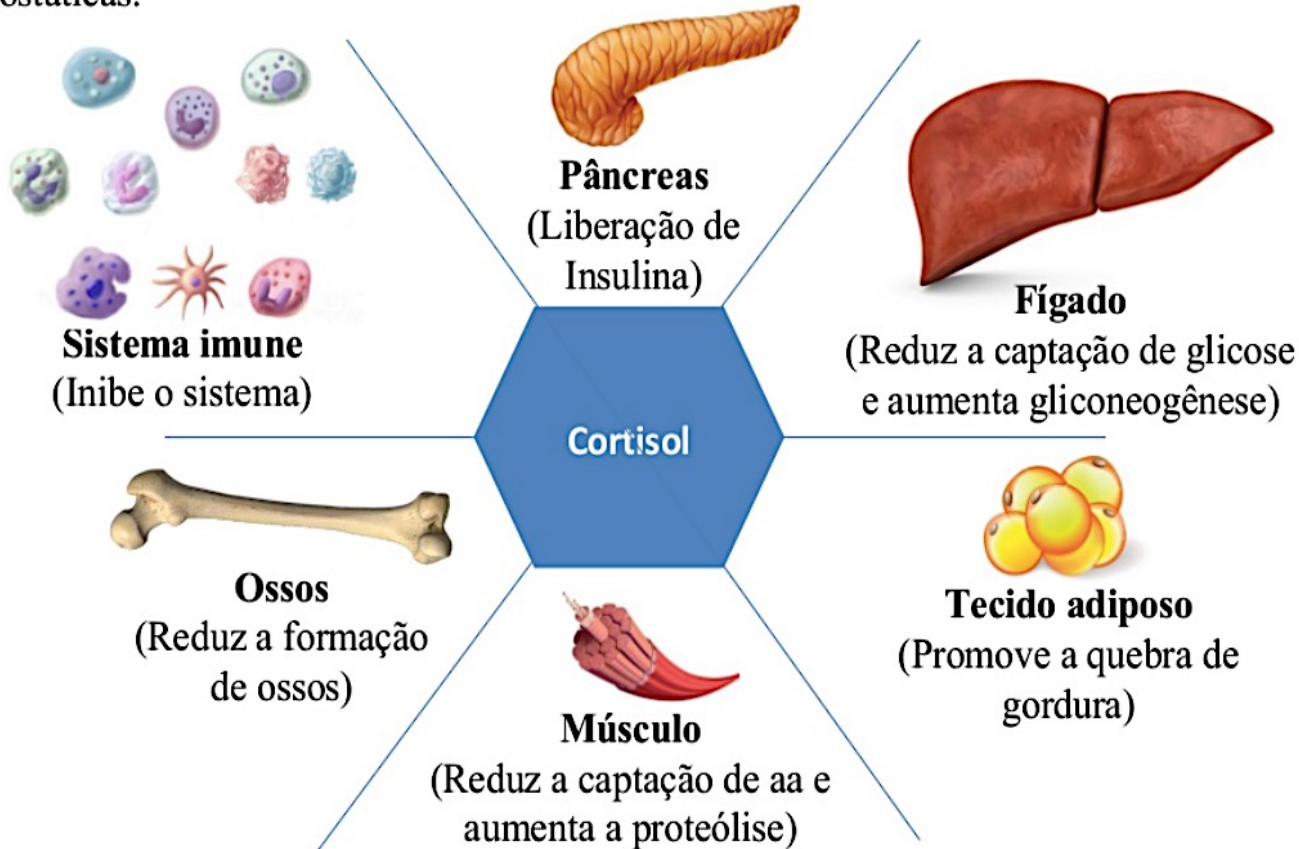 Pâncreas
(Liberação de
Insulina)
Fígado
(Reduz a captação de glicose
e aumenta gliconeogênese)
Sistema imune
(Inibe o sistema)
Cortisol
Ossos
(Reduz a formação
de ossos)
Tecido adiposo
(Promove a quebra de
gordura)
Músculo
(Reduz a captação de aa e
aumenta a proteólise)